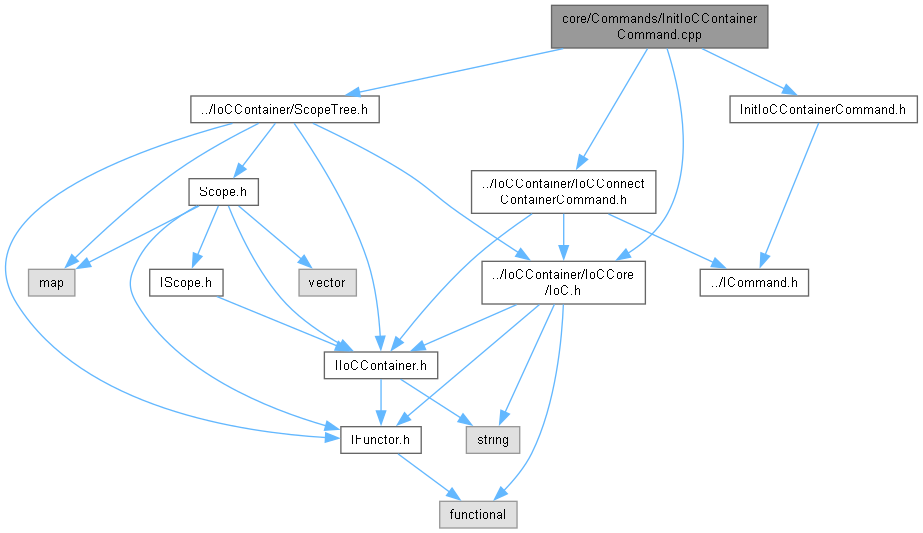 core/Commands/InitIoCContainer
Command.cpp
../IoCContainer/ScopeTree.h
InitIoCContainerCommand.h
Scope.h
../IoCContainer/IoCConnect
ContainerCommand.h
map
IScope.h
vector
../IoCContainer/IoCCore
/IoC.h
../ICommand.h
IIoCContainer.h
IFunctor.h
string
functional